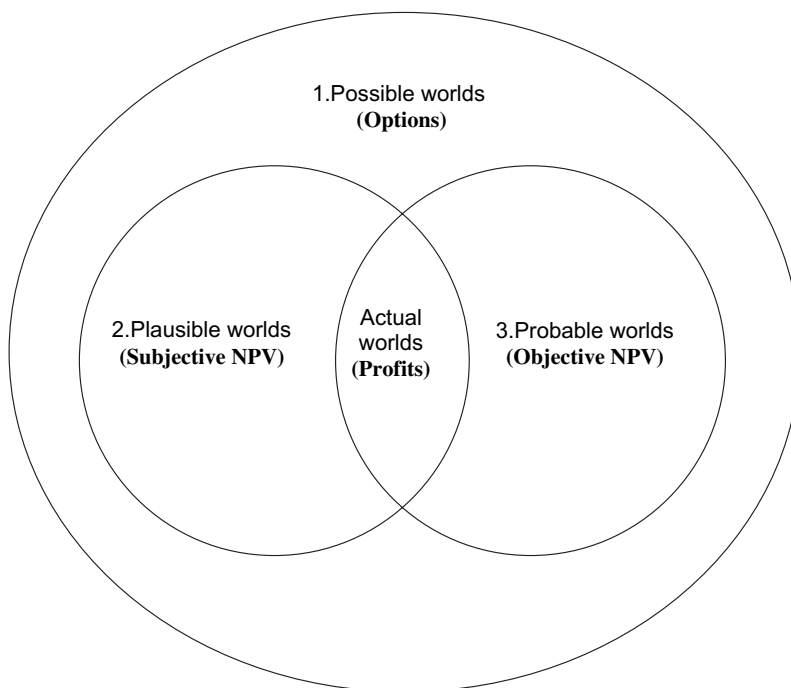 1.Possible worlds
(Options)
2.Plausible worlds
(Subjective NPV)
Actual
worlds
(Profits)
3.Probable worlds
(Objective NPV)